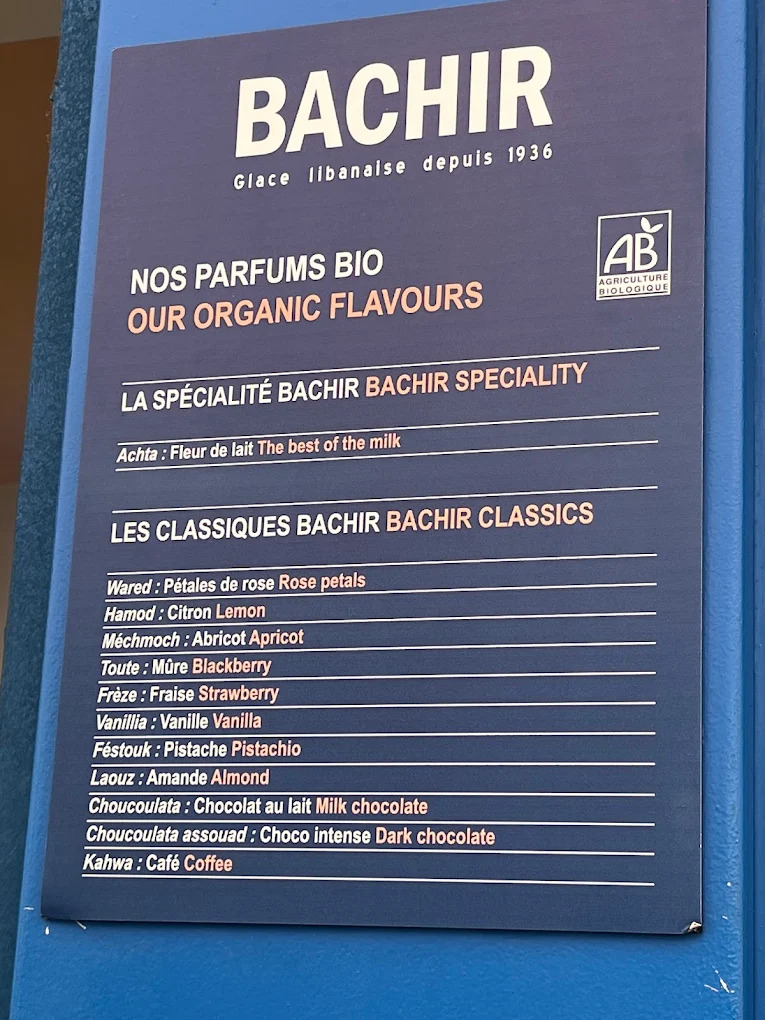 BACHIR
Glace libanaise depuis 1936
AB
AGRICULTURE
BIOLOGIQUE
NOS PARFUMS BIO
OUR ORGANIC FLAVOURS
LA SPÉCIALITÉ BACHIR BACHIR SPECIALITY
Achta : Fleur de lait The best of the milk
LES CLASSIQUES BACHIR BACHIR CLASSICS
Wared : Pétales de rose Rose petals
Hamod : Citron Lemon
Méchmoch : Abricot Apricot
Toute : Mûre Blackberry
Frèze : Fraise Strawberry
Vanillia : Vanille Vanilla
Féstouk : Pistache Pistachio
Laouz : Amande Almond
Choucoulata : Chocolat au lait Milk chocolate
Choucoulata assouad : Choco intense Dark chocolate
Kahwa : Café Coffee